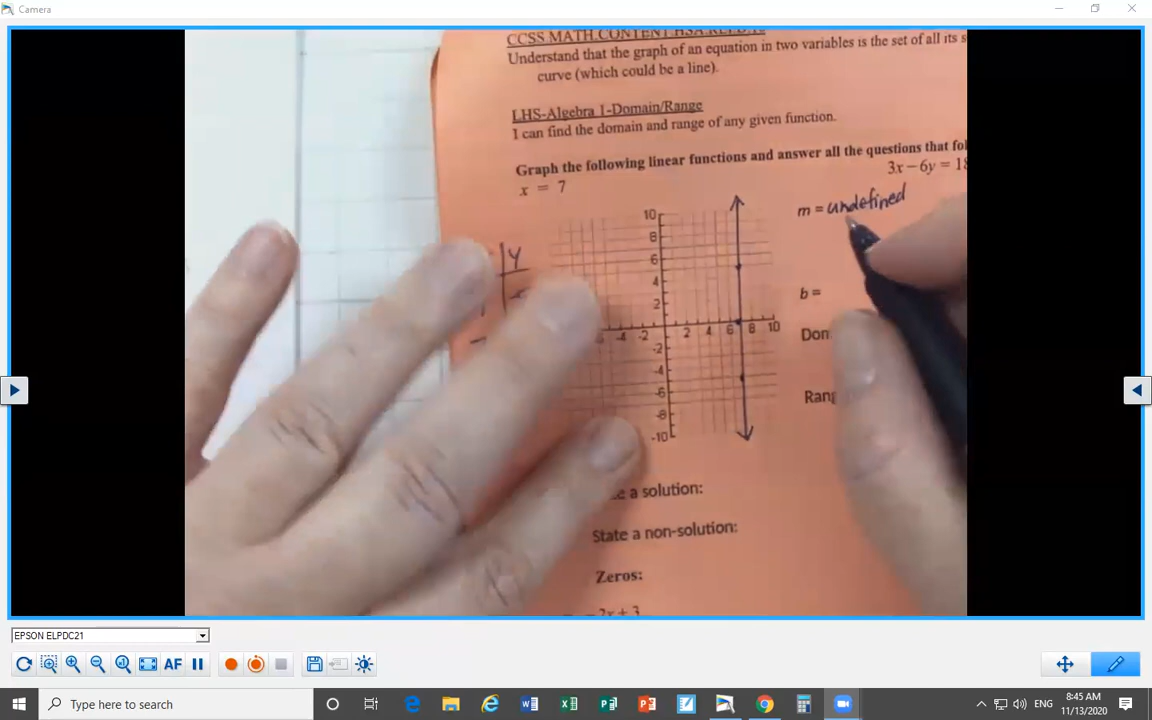 Camera
CCSS MATH.CONTENT.HSA.REI.D.10
Understand that the graph of an equation in two variables is the set of all its s
curve (which could be a line).
LHS-Algebra 1-Domain/Range
I can find the domain and range of any given function.
Graph the following linear functions and answer all the questions that fol
x = 7
3x – 6y = 18
m = undefined
y
10
8
6
4
2
-4 -2 2 4 6 8 10
-2
-4
-6
-8
-10
b =
Don
Rang
a solution:
State a non-solution:
Zeros:
2x + 3
EPSON ELPDC21
AF
Type here to search
ENG
8:45 AM
11/13/2020